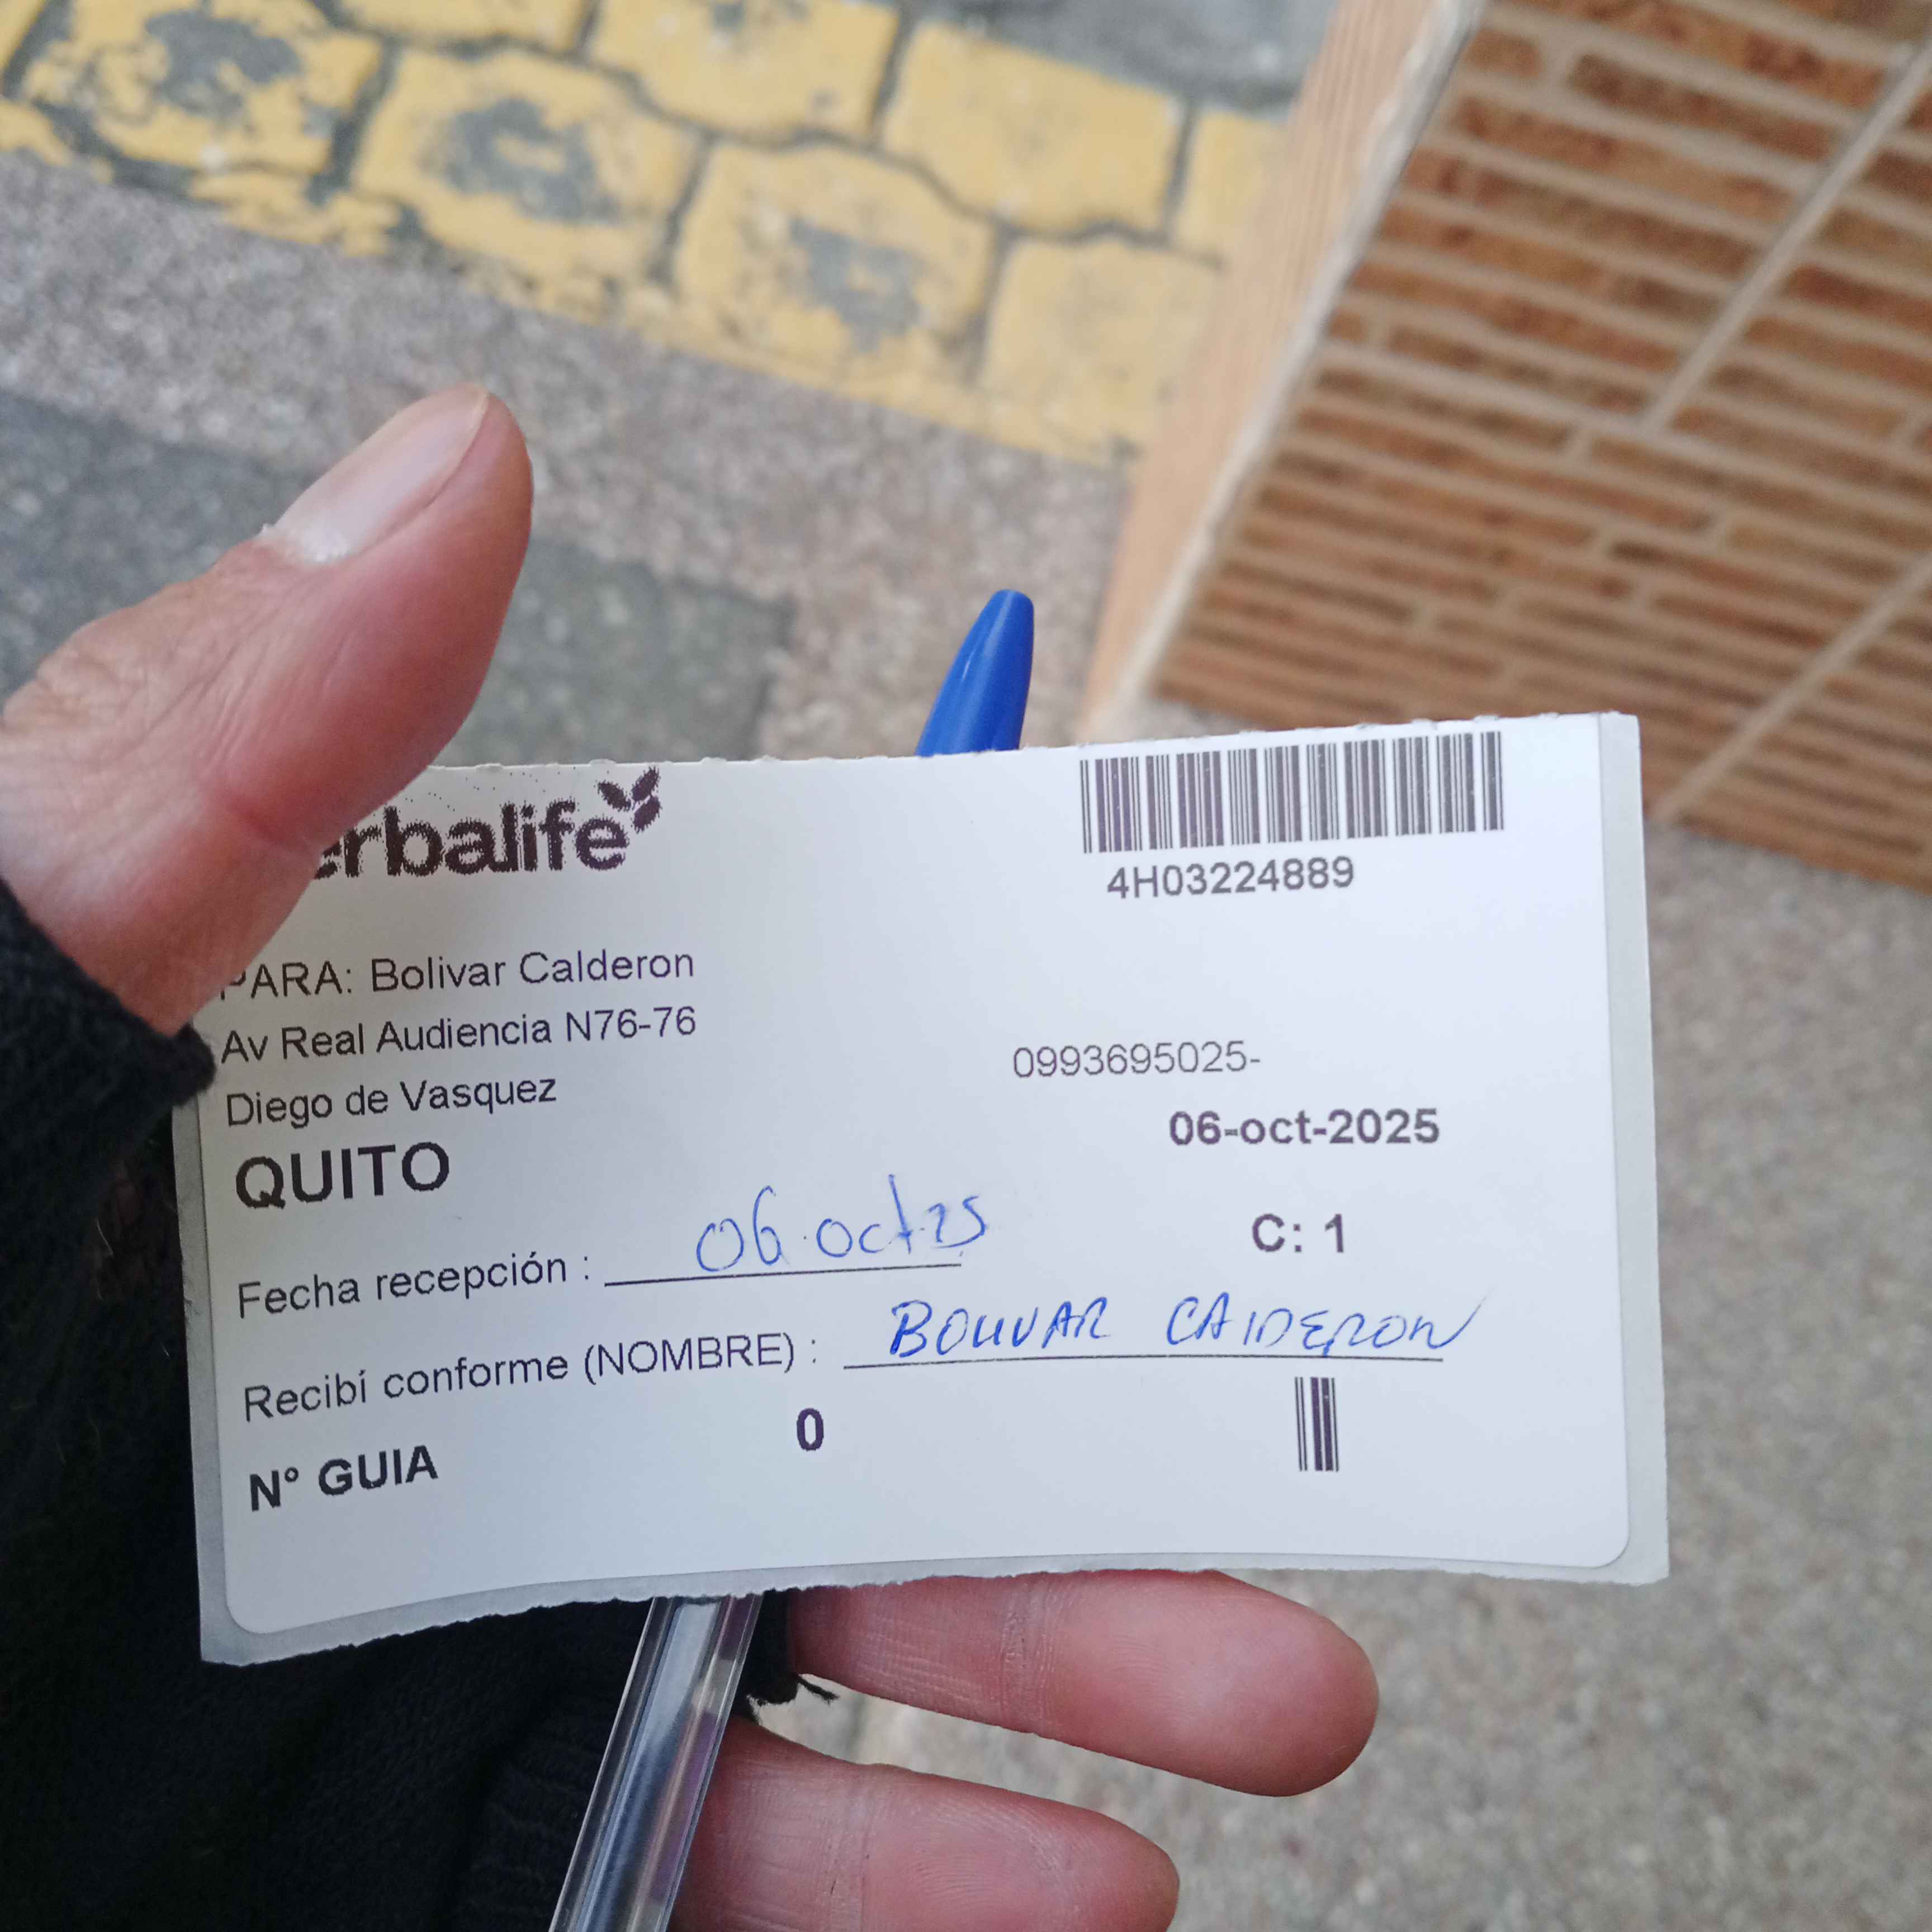 erbalife
4H03224889
PARA: Bolivar Calderon
Av Real Audiencia N76-76
0993695025-
Diego de Vasquez
06-oct-2025
QUITO
C: 1
Fecha recepción : 06 oct 25
Recibí conforme (NOMBRE) : BOLIVAR CALDERON
N° GUIA 0